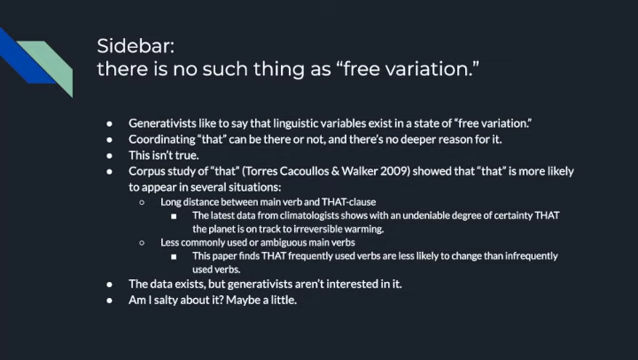 Sidebar:
there is no such thing as “free variation.”
● Generativists like to say that linguistic variables exist in a state of “free variation.”
● Coordinating “that” can be there or not, and there’s no deeper reason for it.
● This isn’t true.
● Corpus study of “that” (Torres Cacoullos & Walker 2009) showed that “that” is more likely
to appear in several situations:
○ Long distance between main verb and THAT-clause
■ The latest data from climatologists shows with an undeniable degree of certainty THAT
the planet is on track to irreversible warming.
○ Less commonly used or ambiguous main verbs
■ This paper finds THAT frequently used verbs are less likely to change than infrequently
used verbs.
● The data exists, but generativists aren’t interested in it.
● Am I salty about it? Maybe a little.